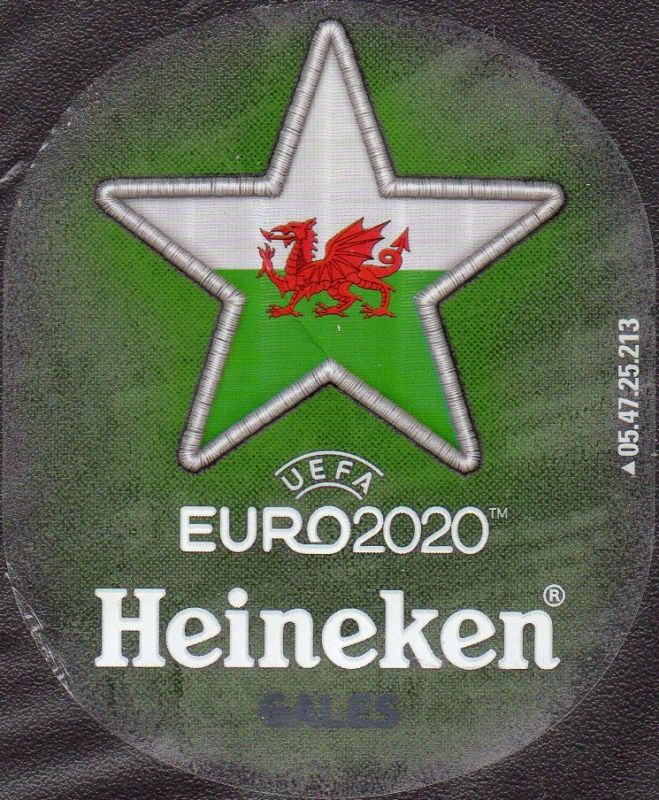 UEFA
EURO2020™
Heineken®
GALES
▲05.47.25.213